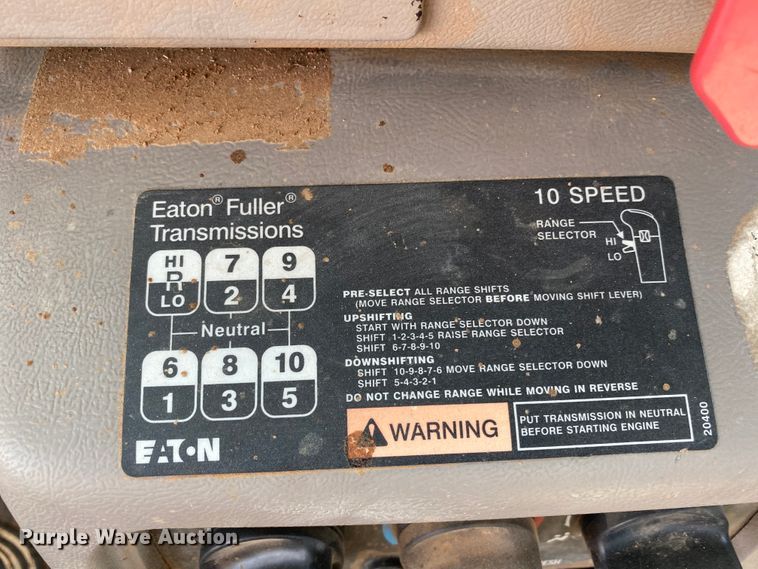 Eaton® Fuller®
Transmissions
10 SPEED
RANGE
SELECTOR
HI
LO
HI
R
LO
7
2
9
4
Neutral
6
1
8
3
10
5
PRE-SELECT ALL RANGE SHIFTS
(MOVE RANGE SELECTOR BEFORE MOVING SHIFT LEVER)
UPSHIFTING
START WITH RANGE SELECTOR DOWN
SHIFT 1-2-3-4-5 RAISE RANGE SELECTOR
SHIFT 6-7-8-9-10
DOWNSHIFTING
SHIFT 10-9-8-7-6 MOVE RANGE SELECTOR DOWN
SHIFT 5-4-3-2-1
DO NOT CHANGE RANGE WHILE MOVING IN REVERSE
WARNING
PUT TRANSMISSION IN NEUTRAL
BEFORE STARTING ENGINE
20400
EATON
Purple Wave Auction